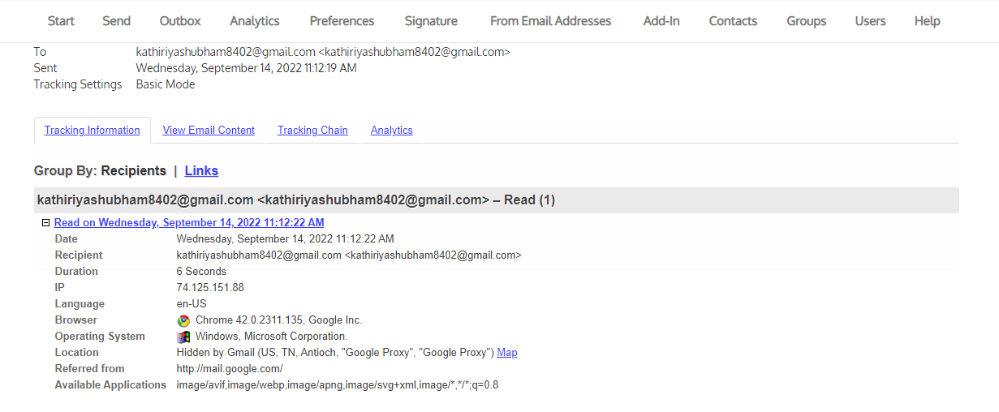 Start Send Outbox Analytics Preferences Signature From Email Addresses Add-In Contacts Groups Users Help
To kathiriyashubham8402@gmail.com <kathiriyashubham8402@gmail.com>
Sent Wednesday, September 14, 2022 11:12:19 AM
Tracking Settings Basic Mode
Tracking Information View Email Content Tracking Chain Analytics
Group By: Recipients | Links
kathiriyashubham8402@gmail.com <kathiriyashubham8402@gmail.com> – Read (1)
Read on Wednesday, September 14, 2022 11:12:22 AM
Date Wednesday, September 14, 2022 11:12:22 AM
Recipient kathiriyashubham8402@gmail.com <kathiriyashubham8402@gmail.com>
Duration 6 Seconds
IP 74.125.151.88
Language en-US
Browser Chrome 42.0.2311.135, Google Inc.
Operating System Windows, Microsoft Corporation.
Location Hidden by Gmail (US, TN, Antioch, "Google Proxy", "Google Proxy") Map
Referred from http://mail.google.com/
Available Applications image/avif,image/webp,image/apng,image/svg+xml,image/*,*/*;q=0.8